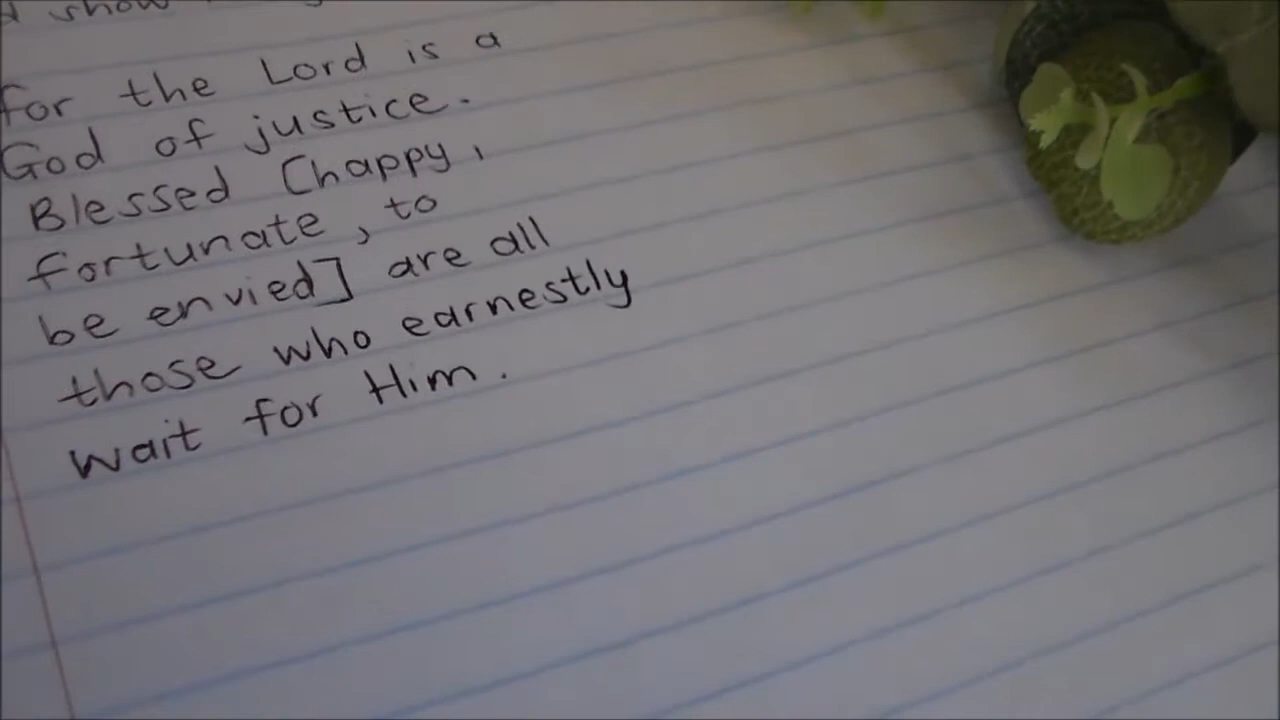 show
for the Lord is a
God of justice.
Blessed [happy,
fortunate, to
be envied] are all
those who earnestly
wait for Him.